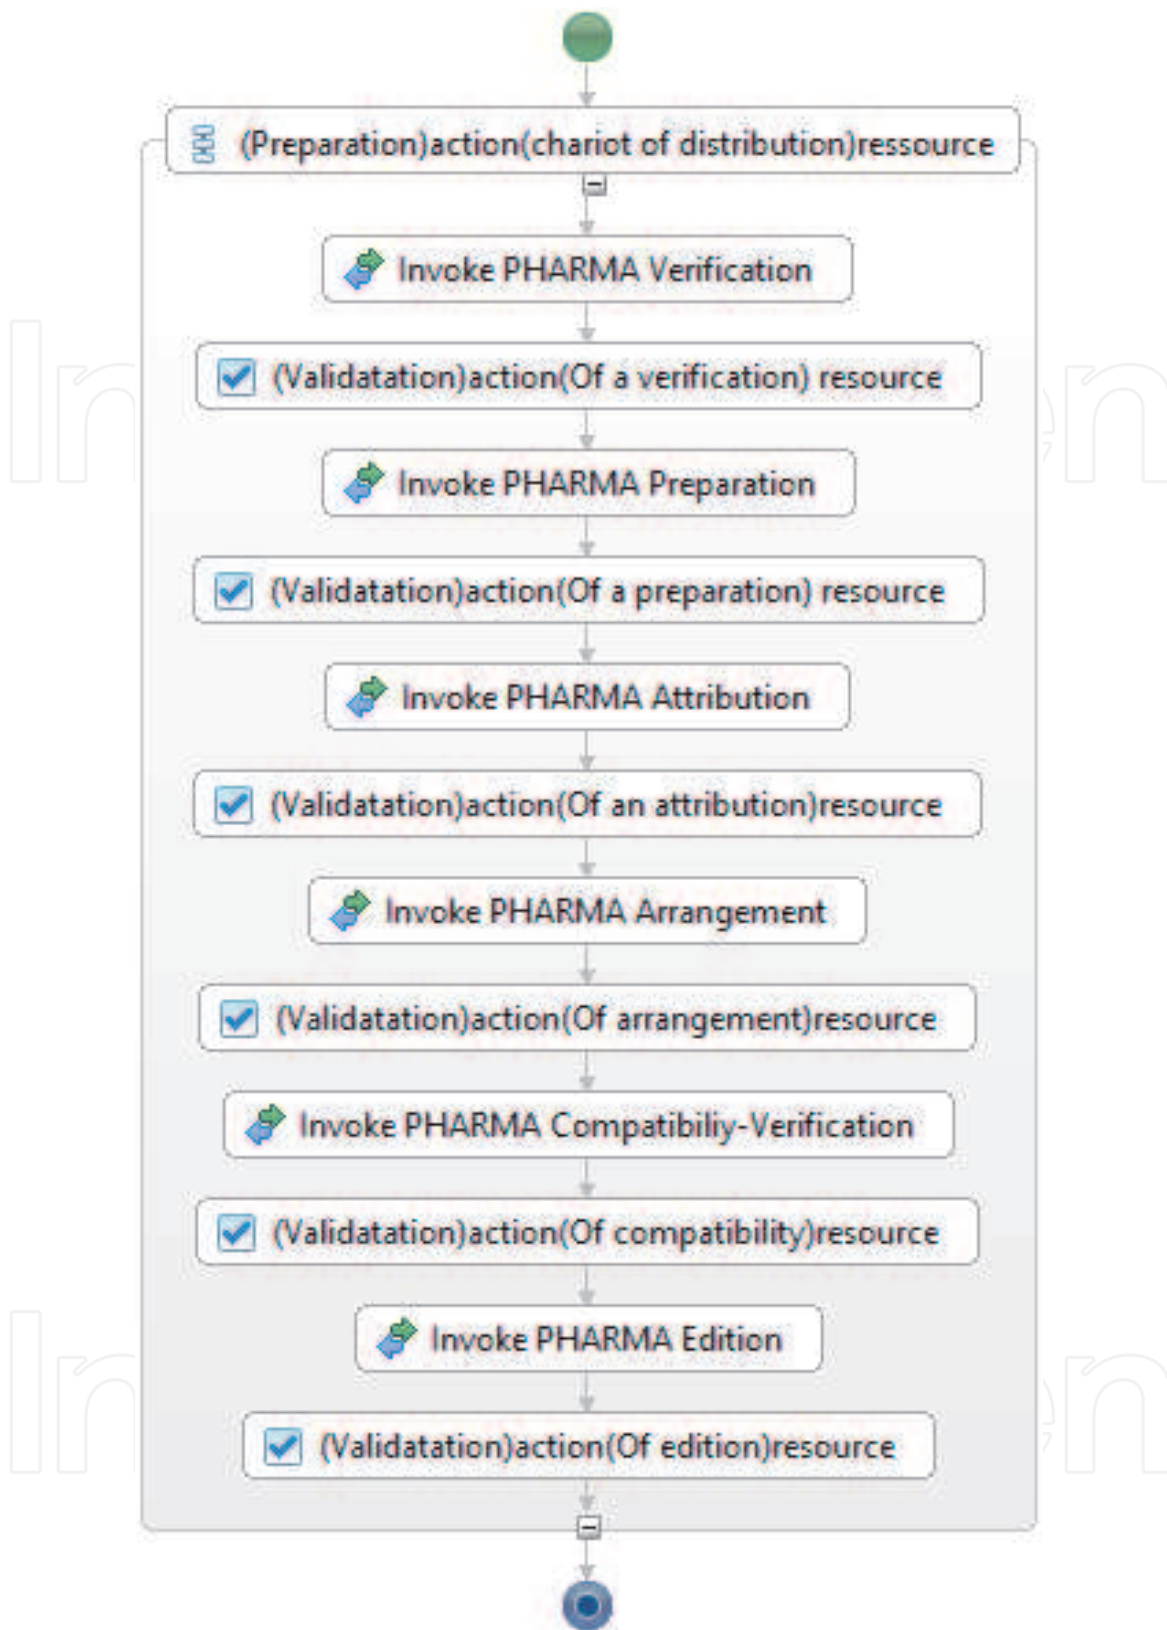 (Preparation)action(chariot of distribution)ressource
Invoke PHARMA Verification
(Validatation)action(Of a verification) resource
Invoke PHARMA Preparation
(Validatation)action(Of a preparation) resource
Invoke PHARMA Attribution
(Validatation)action(Of an attribution)resource
Invoke PHARMA Arrangement
(Validatation)action(Of arrangement)resource
Invoke PHARMA Compatibiliy-Verification
(Validatation)action(Of compatibility)resource
Invoke PHARMA Edition
(Validatation)action(Of edition)resource